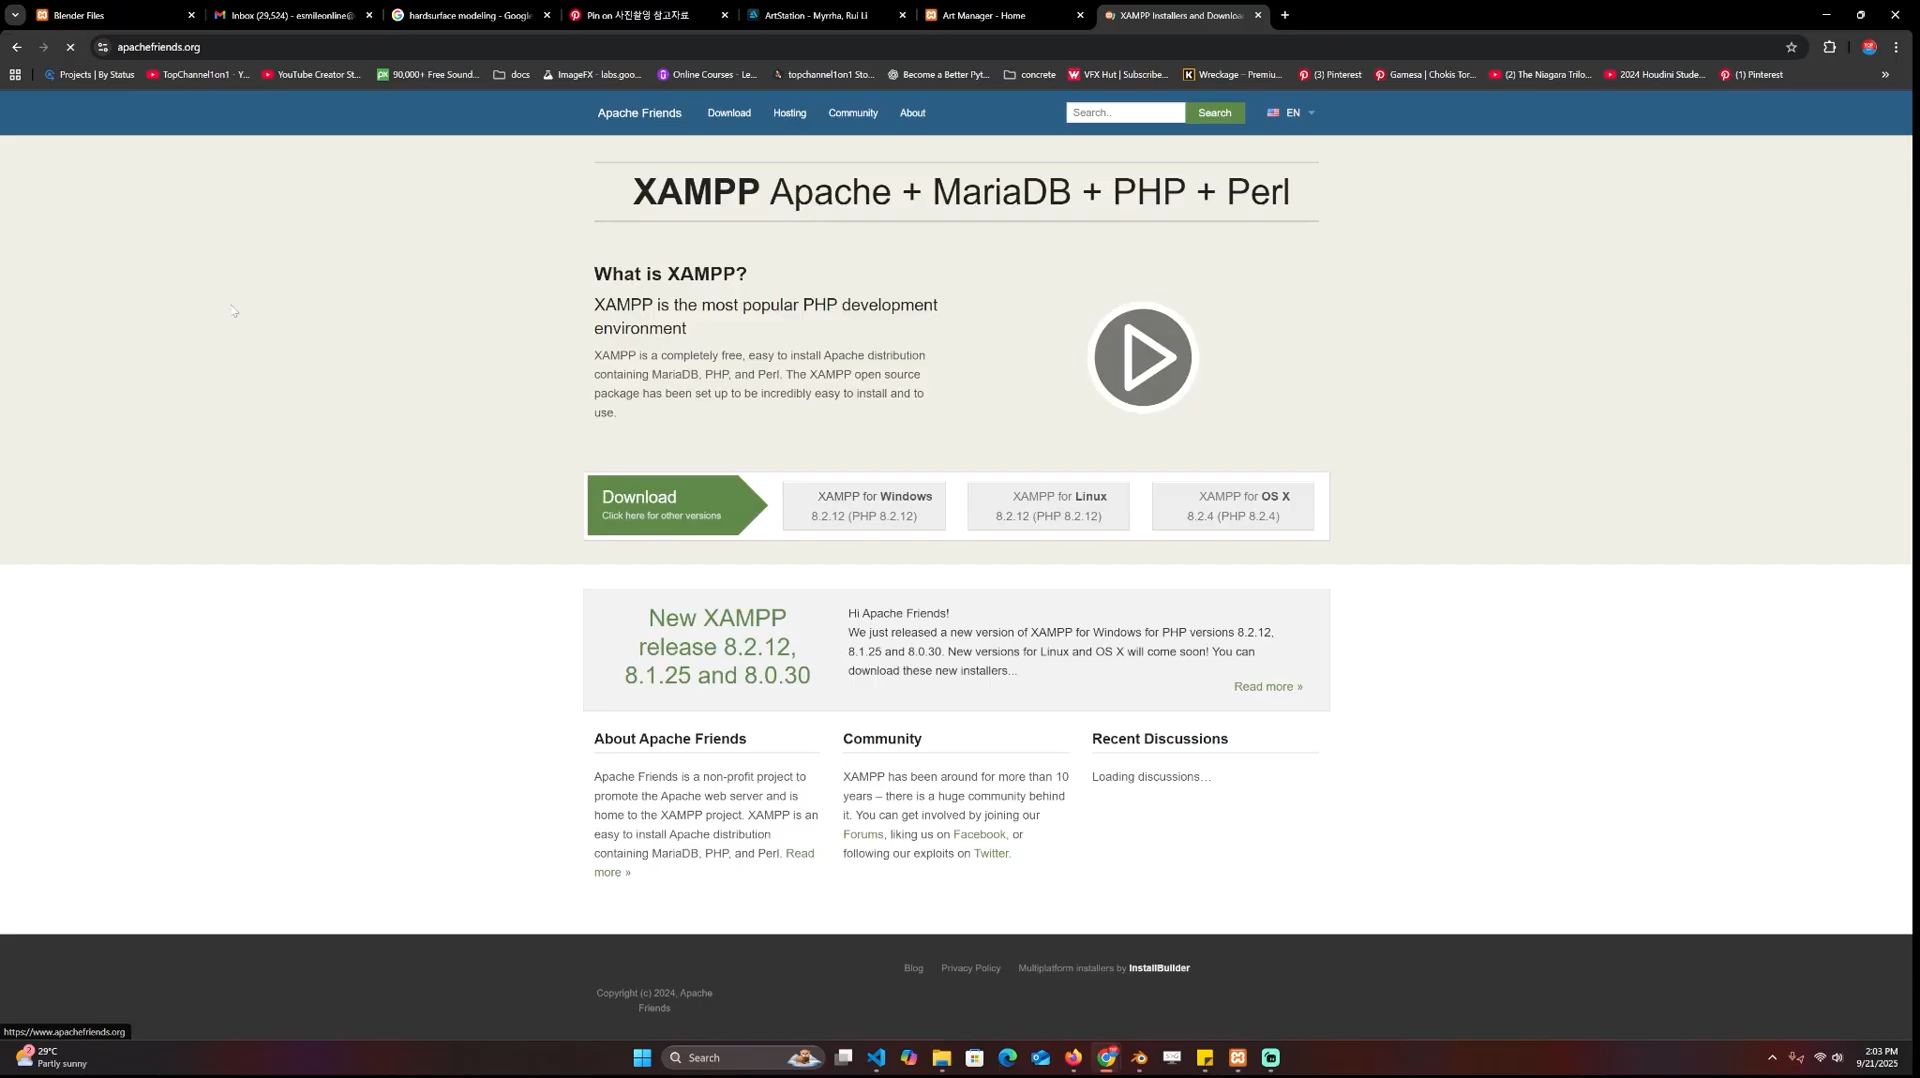 Blender Files
Inbox (29,524) - esmileonline@
hardsurface modeling - Google
Pin on 사진촬영 참고자료
ArtStation - Myrrha, Rui Li
Art Manager - Home
XAMPP Installers and Downloa
apachefriends.org
Projects | By Status
TopChannel1on1 - Y...
YouTube Creator St...
90,000+ Free Sound...
docs
ImageFX - labs.goo...
Online Courses - Le...
topchannel1on1 Sto...
Become a Better Pyt...
concrete
VFX Hut | Subscribe...
Wreckage – Premiu...
(3) Pinterest
Gamesa | Chokis Tor...
(2) The Niagara Trilo...
2024 Houdini Stude...
(1) Pinterest
Apache Friends
Download
Hosting
Community
About
Search..
Search
EN
XAMPP Apache + MariaDB + PHP + Perl
What is XAMPP?
XAMPP is the most popular PHP development
environment
XAMPP is a completely free, easy to install Apache distribution
containing MariaDB, PHP, and Perl. The XAMPP open source
package has been set up to be incredibly easy to install and to
use.
Download
Click here for other versions
XAMPP for Windows
8.2.12 (PHP 8.2.12)
XAMPP for Linux
8.2.12 (PHP 8.2.12)
XAMPP for OS X
8.2.4 (PHP 8.2.4)
New XAMPP
release 8.2.12,
8.1.25 and 8.0.30
Hi Apache Friends!
We just released a new version of XAMPP for Windows for PHP versions 8.2.12,
8.1.25 and 8.0.30. New versions for Linux and OS X will come soon! You can
download these new installers...
Read more »
About Apache Friends
Apache Friends is a non-profit project to
promote the Apache web server and is
home to the XAMPP project. XAMPP is an
easy to install Apache distribution
containing MariaDB, PHP, and Perl. Read
more »
Community
XAMPP has been around for more than 10
years – there is a huge community behind
it. You can get involved by joining our
Forums, liking us on Facebook, or
following our exploits on Twitter.
Recent Discussions
Loading discussions…
Blog
Privacy Policy
Multiplatform installers by InstallBuilder
Copyright (c) 2024, Apache
Friends
https://www.apachefriends.org
2
29°C
Partly sunny
Search
2:03 PM
9/21/2025